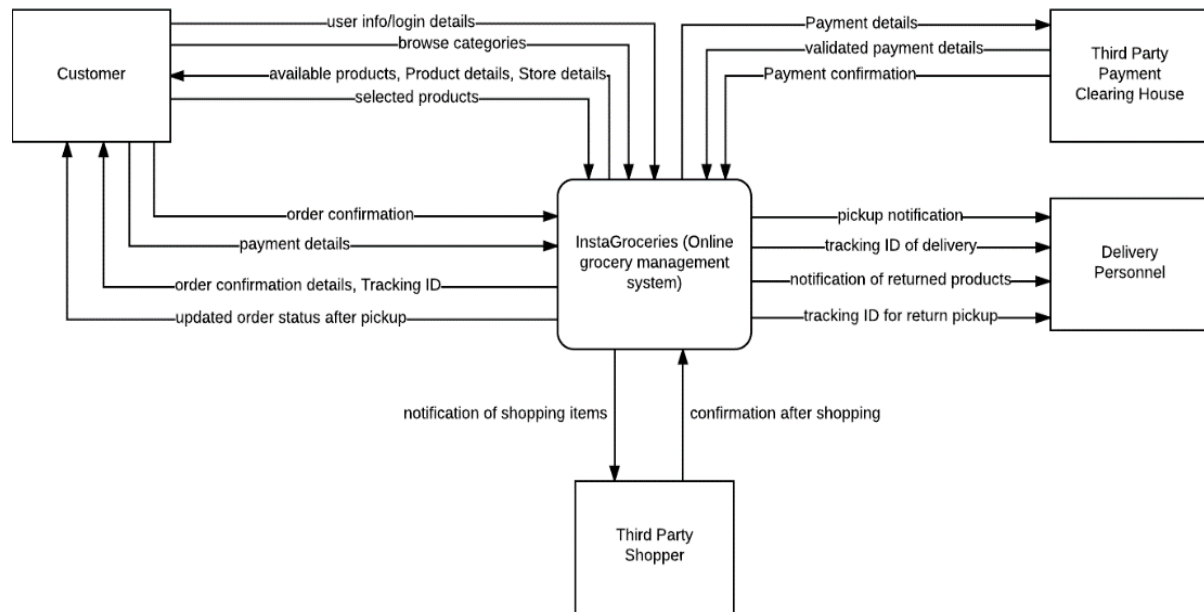 user info/login details
browse categories
Customer
available products, Product details, Store details
selected products
Payment details
validated payment details
Payment confirmation
Third Party
Payment
Clearing House
order confirmation
payment details
order confirmation details, Tracking ID
updated order status after pickup
InstaGroceries (Online
grocery management
system)
pickup notification
tracking ID of delivery
notification of returned products
tracking ID for return pickup
Delivery
Personnel
notification of shopping items
confirmation after shopping
Third Party
Shopper